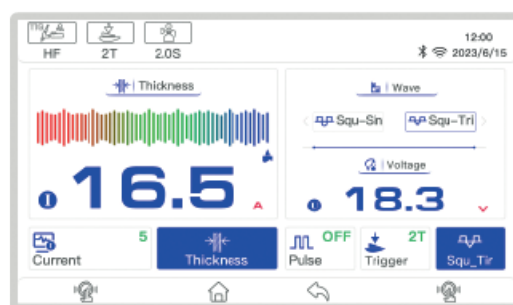 TIG
HF 2T 2.0S
12:00
2023/6/15
Thickness
16.5 A
Wave
Squ-Sin Squ-Tri
Voltage
18.3 V
5
Current
Thickness
OFF
Pulse
2T
Trigger
Squ_Tir